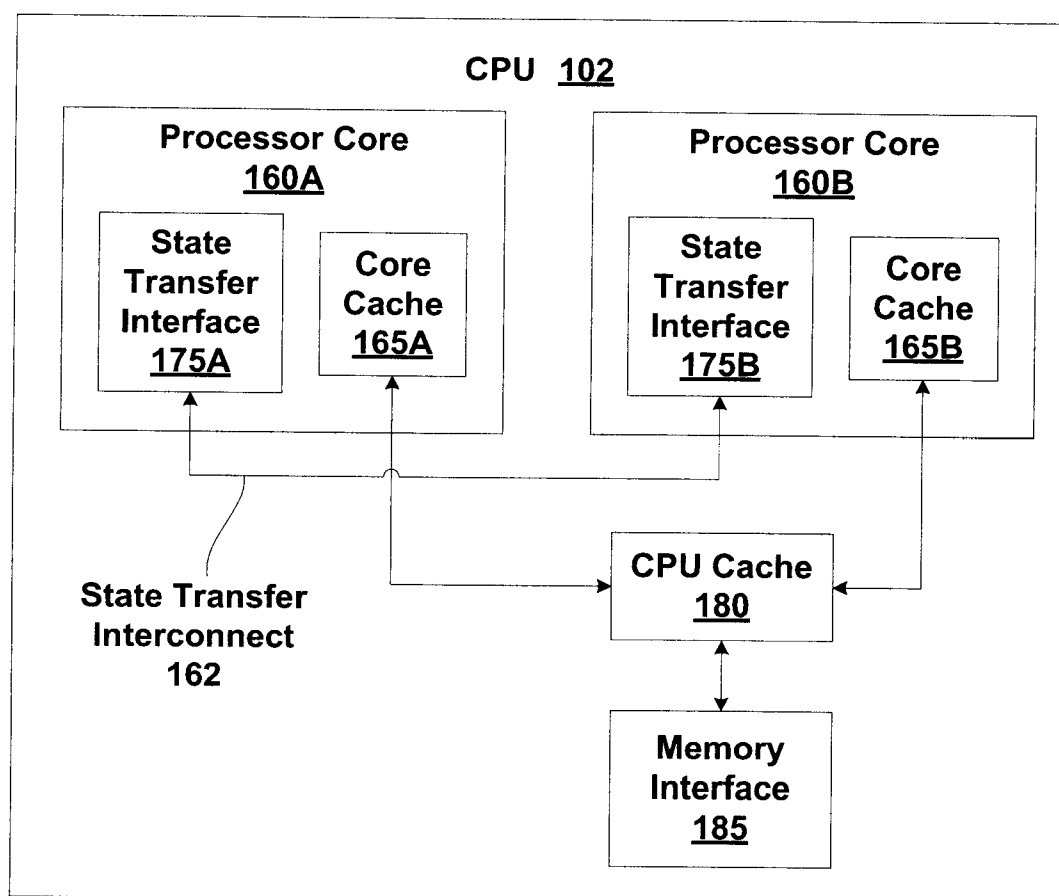 CPU 102
Processor Core
160A
State
Transfer
Interface
175A
Core
Cache
165A
Processor Core
160B
State
Transfer
Interface
175B
Core
Cache
165B
State Transfer
Interconnect
162
CPU Cache
180
Memory
Interface
185